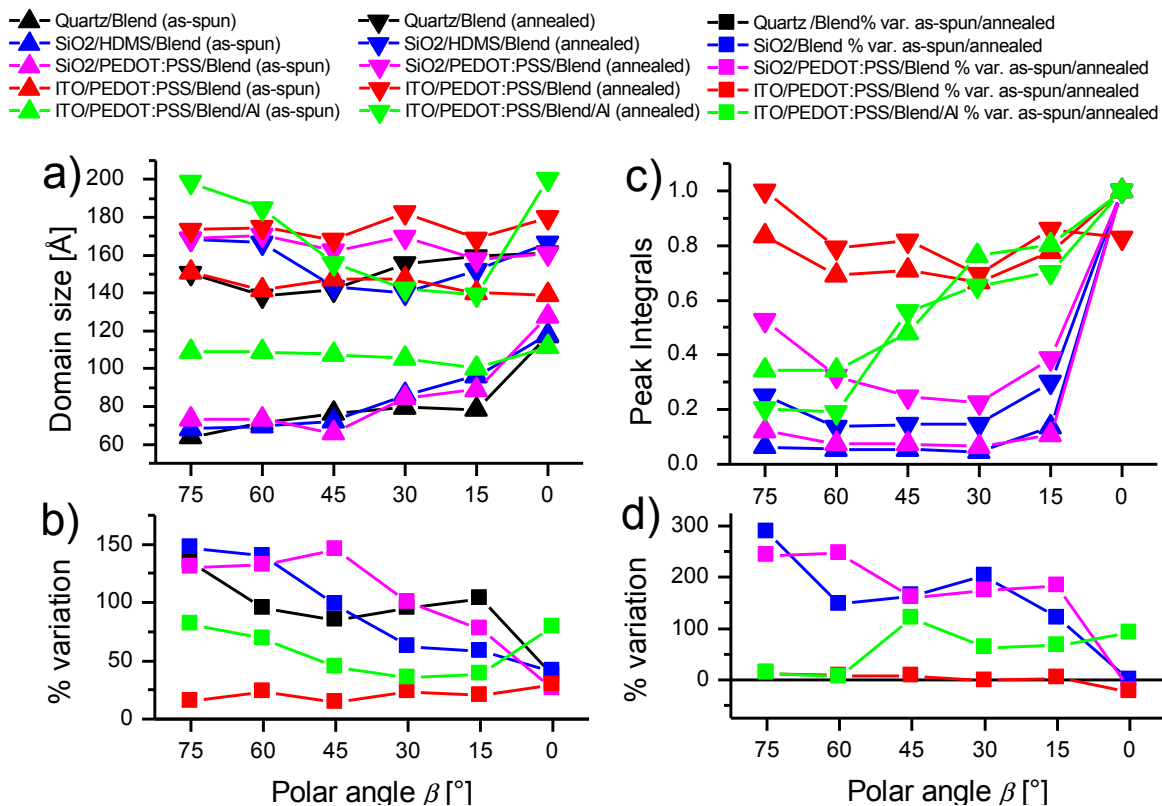 Quartz/Blend (as-spun)
SiO2/HDMS/Blend (as-spun)
SiO2/PEDOT:PSS/Blend (as-spun)
ITO/PEDOT:PSS/Blend (as-spun)
ITO/PEDOT:PSS/Blend/Al (as-spun)
Quartz/Blend (annealed)
SiO2/HDMS/Blend (annealed)
SiO2/PEDOT:PSS/Blend (annealed)
ITO/PEDOT:PSS/Blend (annealed)
ITO/PEDOT:PSS/Blend/Al (annealed)
Quartz /Blend% var. as-spun/annealed
SiO2/Blend % var. as-spun/annealed
SiO2/PEDOT:PSS/Blend % var. as-spun/annealed
ITO/PEDOT:PSS/Blend % var. as-spun/annealed
ITO/PEDOT:PSS/Blend/Al % var. as-spun/annealed
a)
Domain size [Å]
200
180
160
140
120
100
80
60
75 60 45 30 15 0
c)
Peak Integrals
1.0
0.8
0.6
0.4
0.2
0.0
75 60 45 30 15 0
b)
% variation
150
100
50
0
75 60 45 30 15 0
Polar angle β [°]
d)
% variation
300
200
100
0
75 60 45 30 15 0
Polar angle β [°]